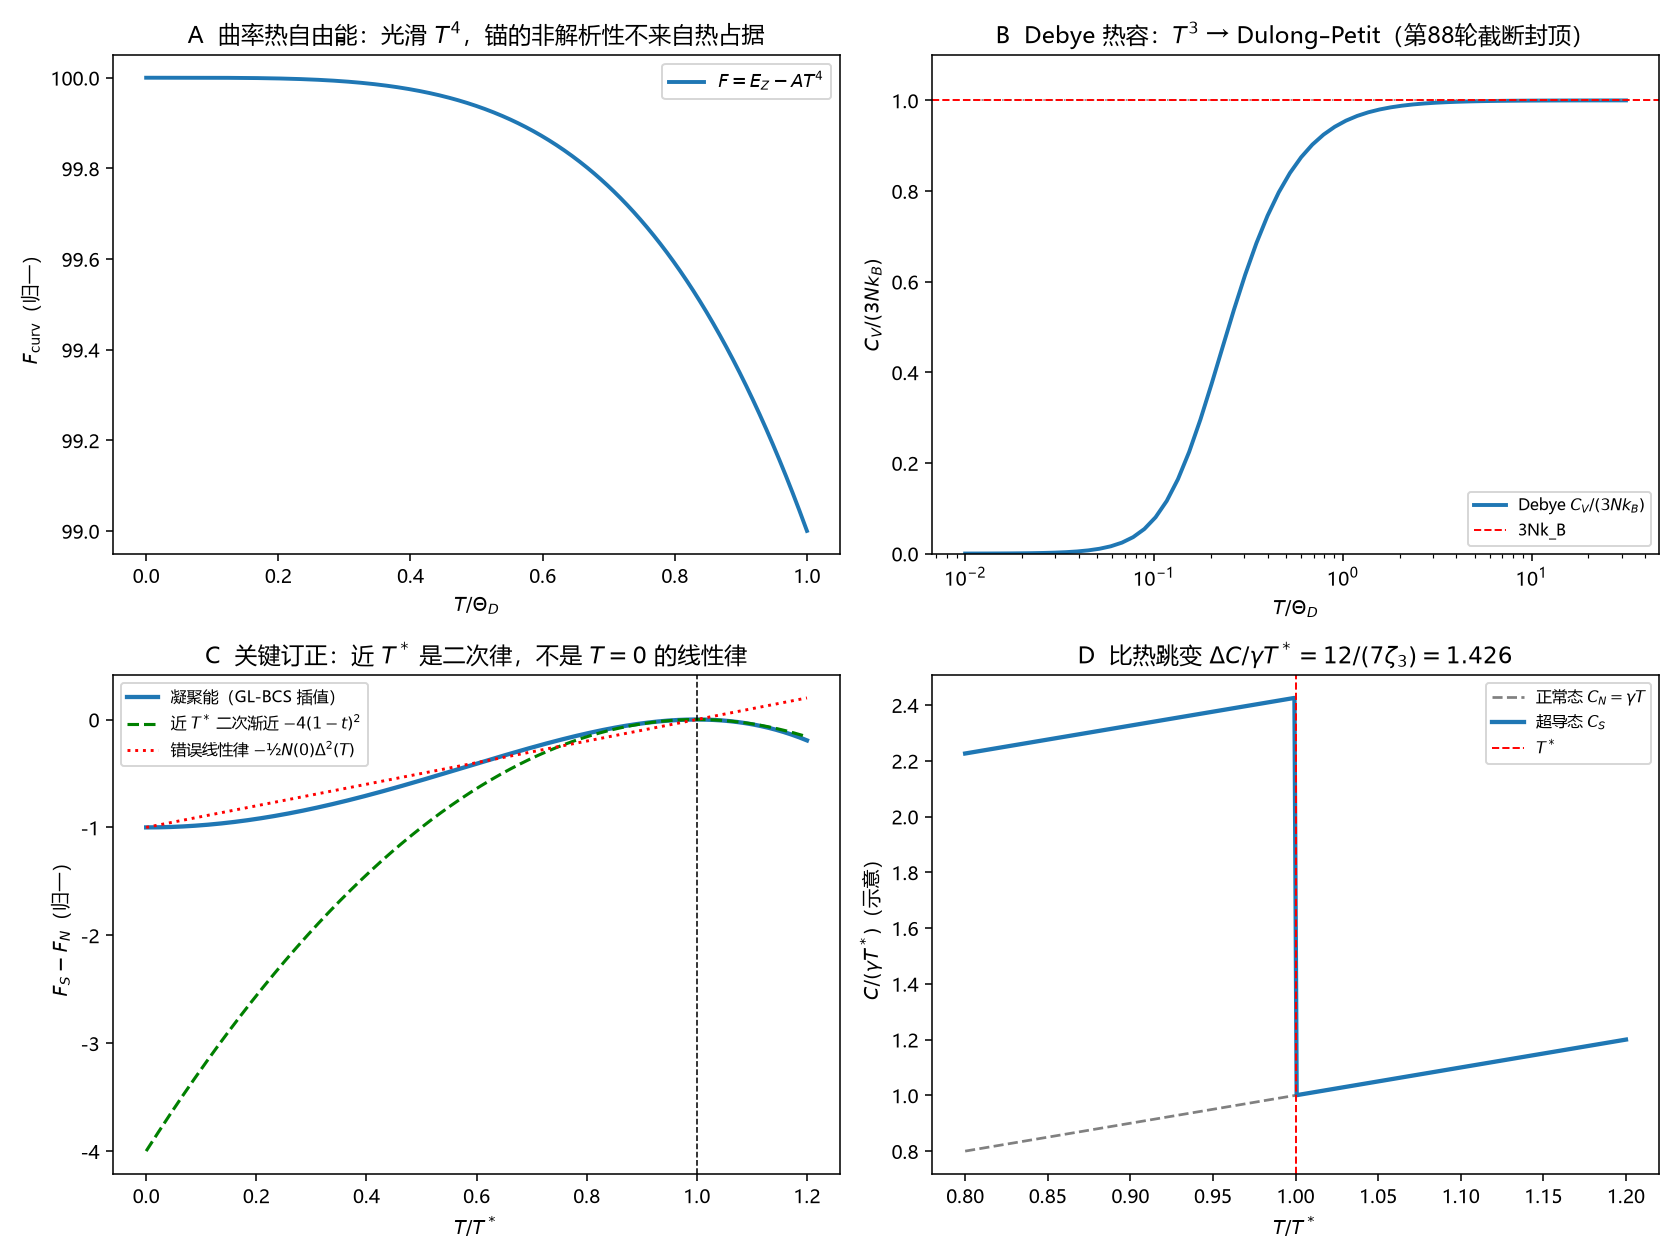 A 曲率热自由能：光滑 T⁴，锚的非解析性不来自热占据
F = E_Z − AT⁴
F_curv（归一）
100.0
99.8
99.6
99.4
99.2
99.0
0.0 0.2 0.4 0.6 0.8 1.0
T/Θ_D
B Debye 热容：T³ → Dulong–Petit（第88轮截断封顶）
C_V/(3Nk_B)
1.0
0.8
0.6
0.4
0.2
0.0
Debye C_V/(3Nk_B)
3Nk_B
10⁻² 10⁻¹ 10⁰ 10¹
T/Θ_D
C 关键订正：近 T* 是二次律，不是 T = 0 的线性律
凝聚能（GL-BCS 插值）
近 T* 二次渐近 −4(1 − t)²
错误线性律 −½N(0)Δ²(T)
F_S − F_N（归一）
0
-1
-2
-3
-4
0.0 0.2 0.4 0.6 0.8 1.0 1.2
T/T*
D 比热跳变 ΔC/γT* = 12/(7ζ₃) = 1.426
正常态 C_N = γT
超导态 C_S
T*
C/(γT*)（示意）
2.4
2.2
2.0
1.8
1.6
1.4
1.2
1.0
0.8
0.80 0.85 0.90 0.95 1.00 1.05 1.10 1.15 1.20
T/T*